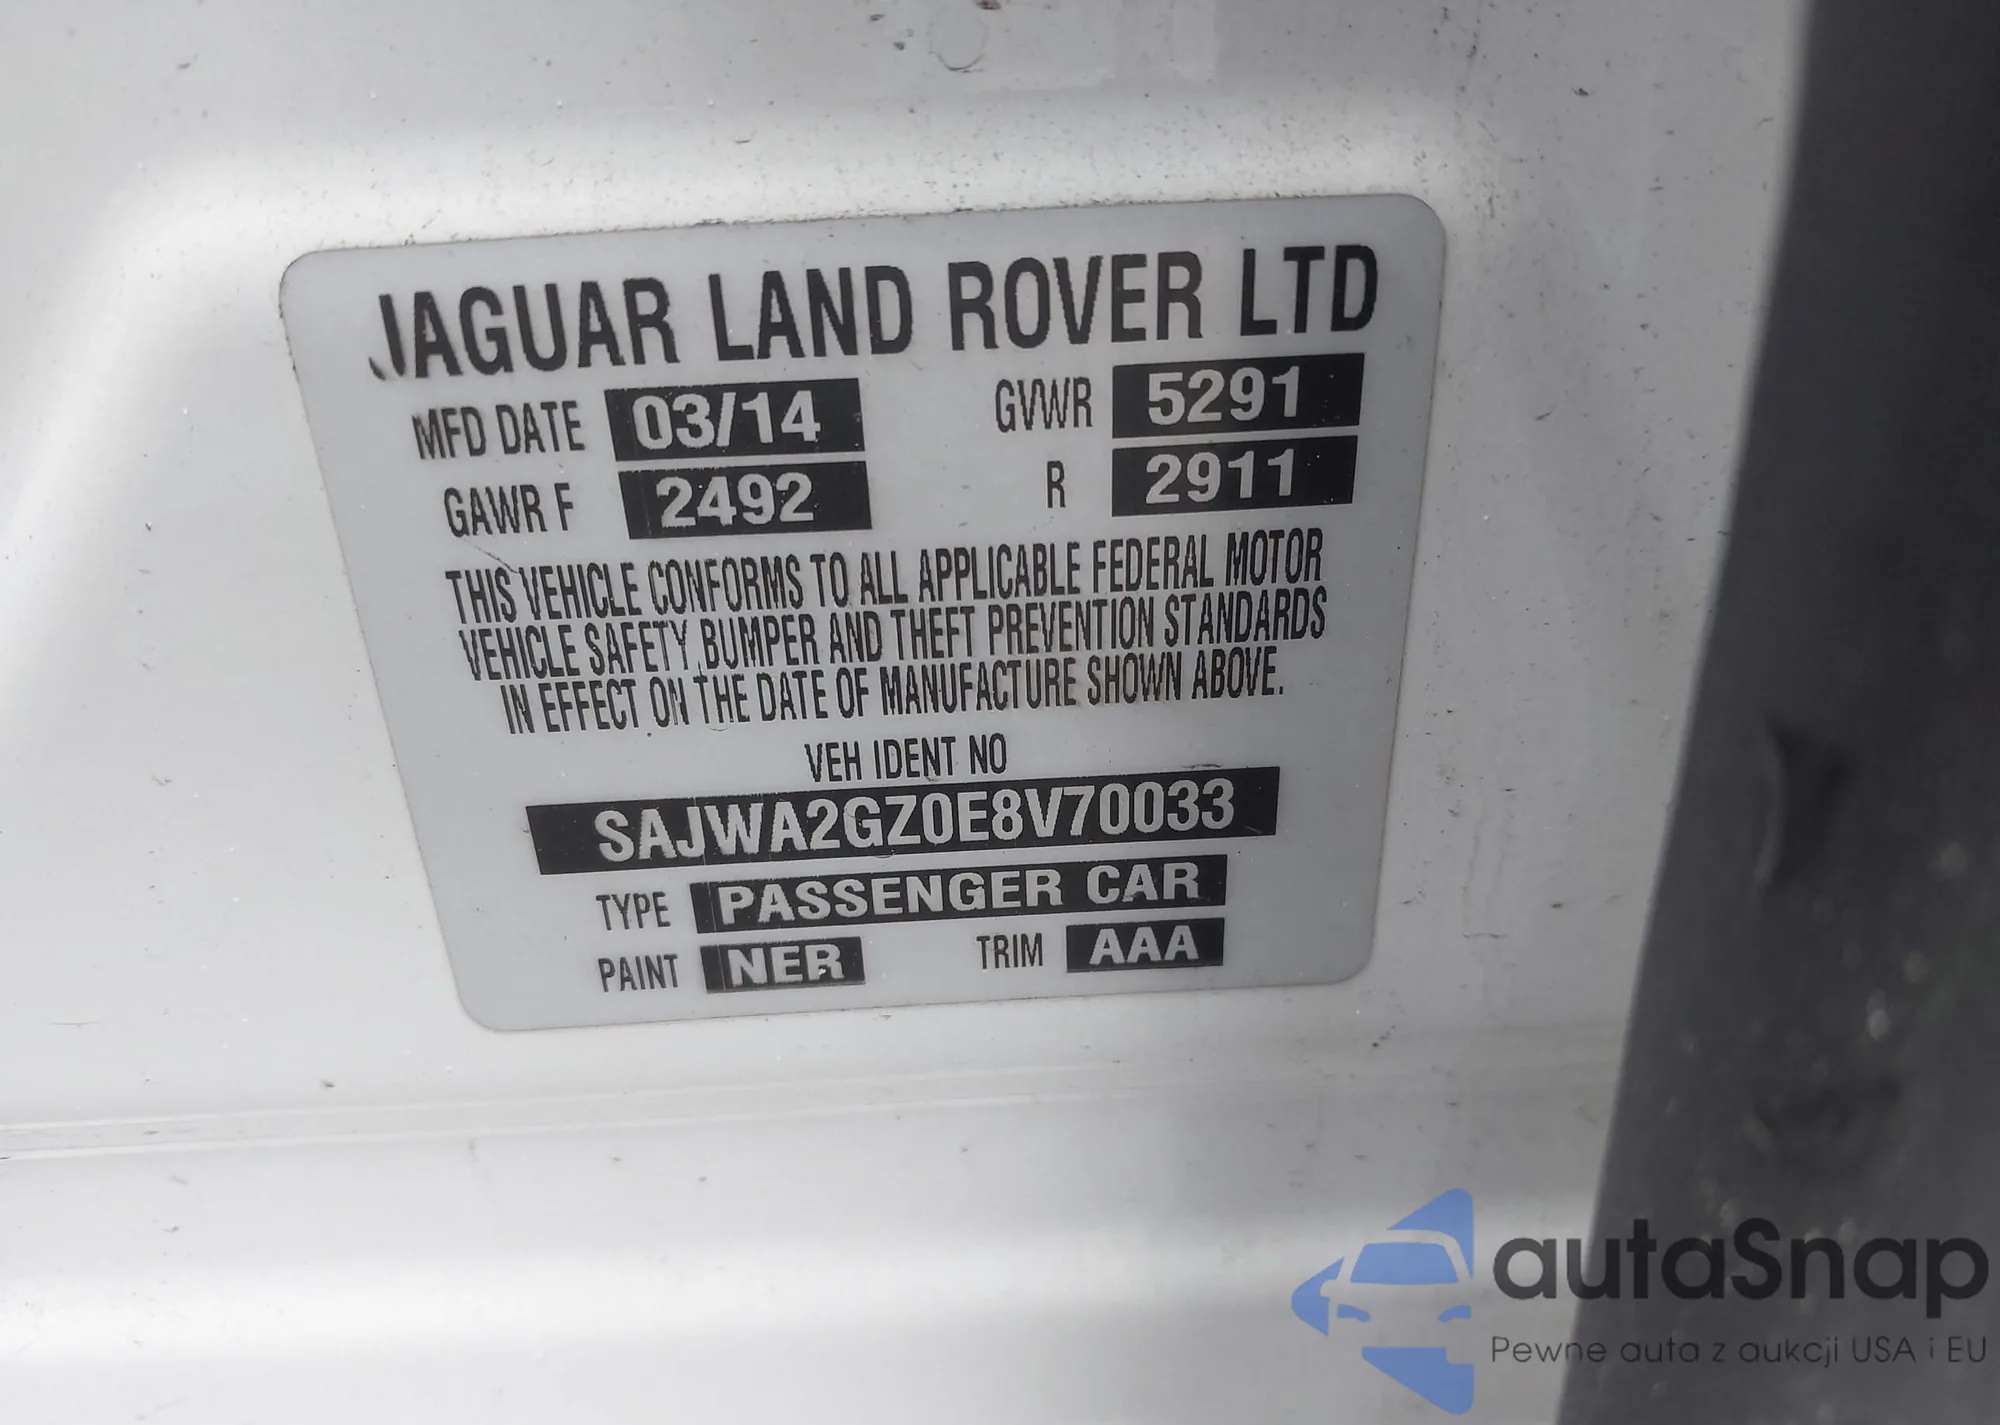 JAGUAR LAND ROVER LTD
MFD DATE 03/14 GVWR 5291
GAWR F 2492 R 2911
THIS VEHICLE CONFORMS TO ALL APPLICABLE FEDERAL MOTOR
VEHICLE SAFETY, BUMPER AND THEFT PREVENTION STANDARDS
IN EFFECT ON THE DATE OF MANUFACTURE SHOWN ABOVE.
VEH IDENT NO
SAJWA2GZ0E8V70033
TYPE PASSENGER CAR
PAINT NER TRIM AAA
autaSnap
Pewne auta z aukcji USA i EU